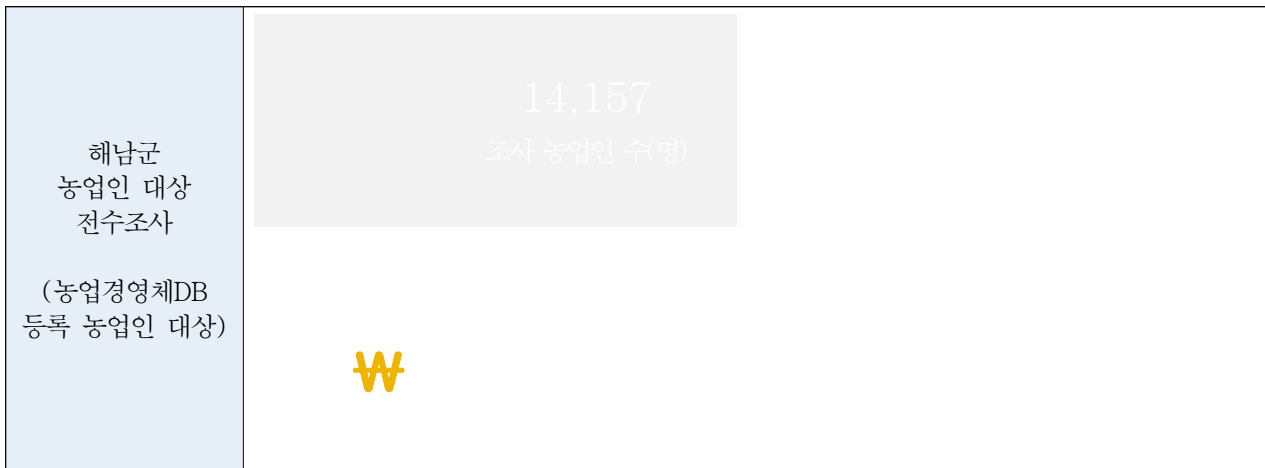 해남군
농업인 대상
전수조사
(농업경영체DB
등록 농업인 대상)
14,157
조사 농업인 수(명)
₩